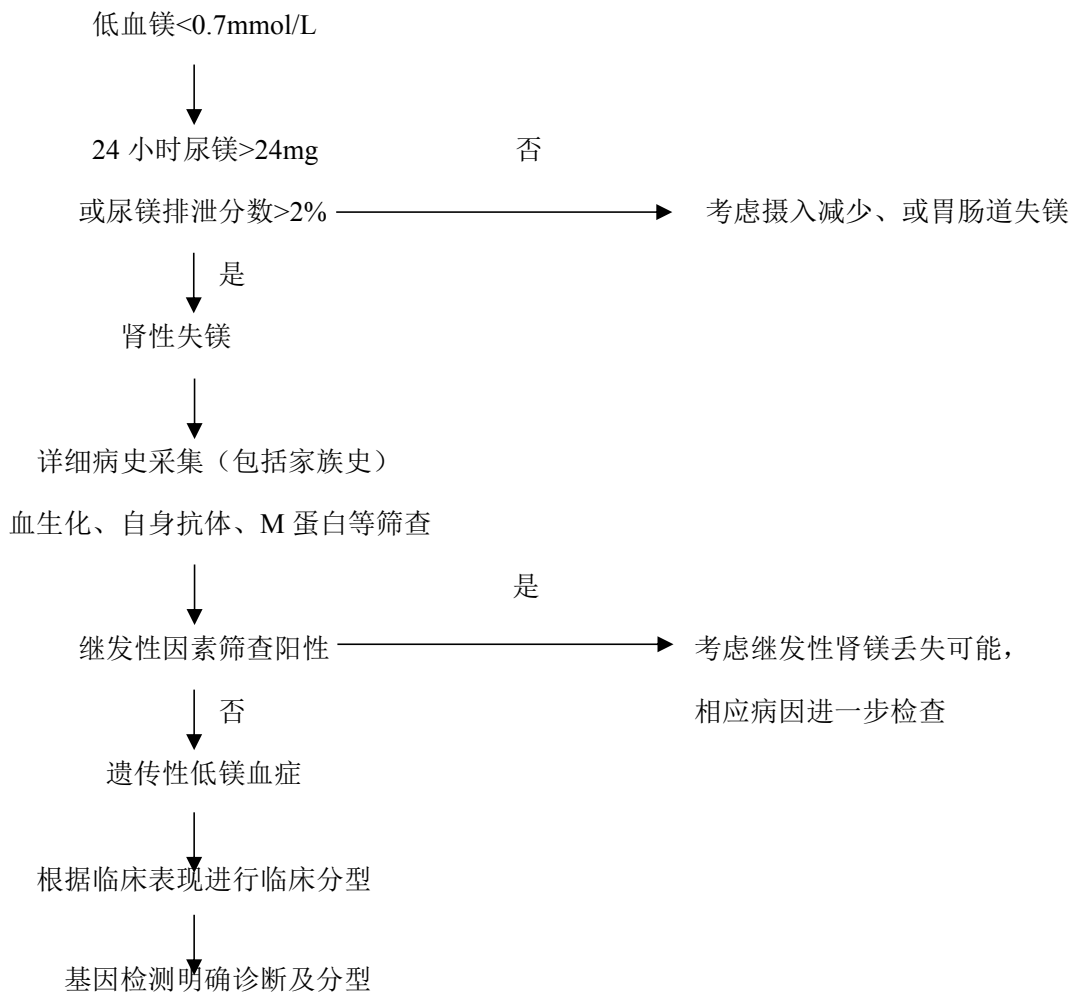 低血镁<0.7mmol/L
24 小时尿镁>24mg
否
或尿镁排泄分数>2%
考虑摄入减少、或胃肠道失镁
是
肾性失镁
详细病史采集（包括家族史）
血生化、自身抗体、M 蛋白等筛查
是
继发性因素筛查阳性
考虑继发性肾镁丢失可能，
相应病因进一步检查
否
遗传性低镁血症
根据临床表现进行临床分型
基因检测明确诊断及分型